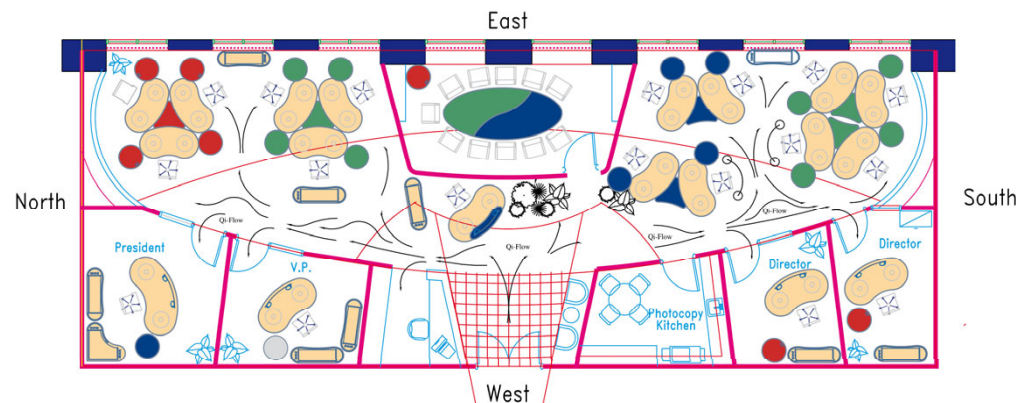 East
North
South
Qi-Flow
Qi-Flow
Qi-Flow
Qi-Flow
President
V.P.
Director
Director
Photocopy
Kitchen
West